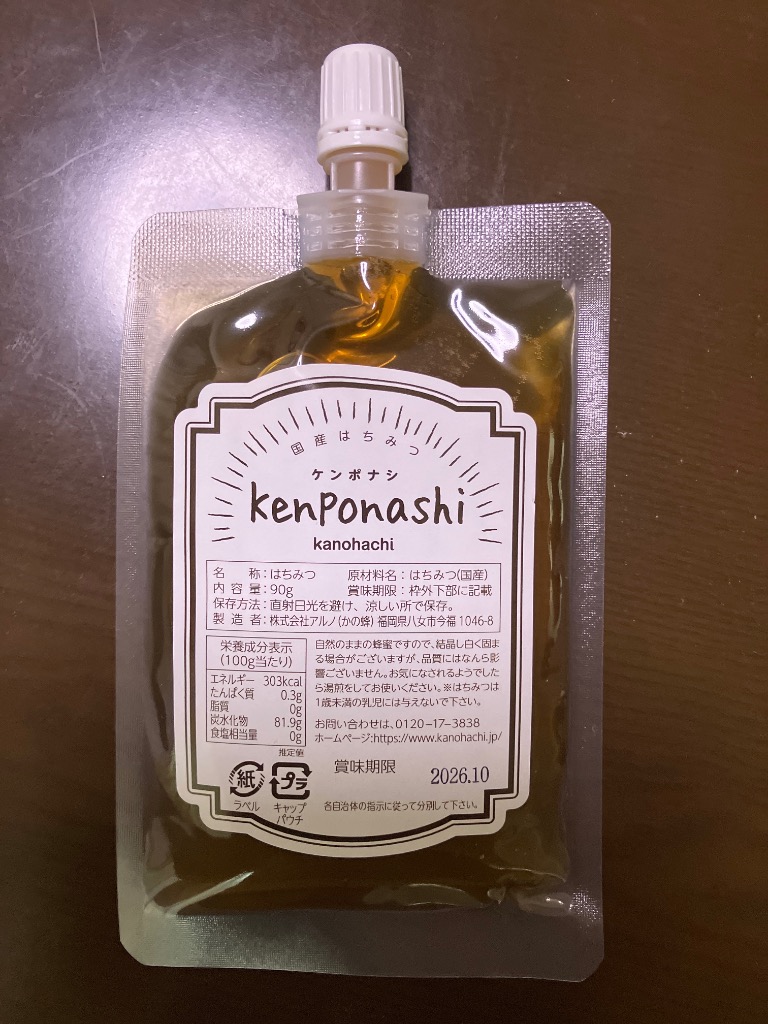 国産はちみつ
ケンポナシ
kenponashi
kanohachi
名　　称：はちみつ　原材料名：はちみつ(国産)
内 容 量：90g　賞味期限：枠外下部に記載
保存方法：直射日光を避け、涼しい所で保存。
製 造 者：株式会社アルノ(かの蜂) 福岡県八女市今福1046-8
栄養成分表示
(100g当たり)
エネルギー 303kcal
たんぱく質 0.3g
脂質 0g
炭水化物 81.9g
食塩相当量 0g
推定値
自然のままの蜂蜜ですので、結晶し白く固ま
る場合がございますが、品質にはなんら影
響ございません。お気になされるようでした
ら湯煎をしてお使いください。※はちみつは
1歳未満の乳児には与えないで下さい。
お問い合わせは、0120-17-3838
ホームページ:https://www.kanohachi.jp/
賞味期限 2026.10
紙
ラベル
プラ
キャップ
パウチ
各自治体の指示に従って分別して下さい。